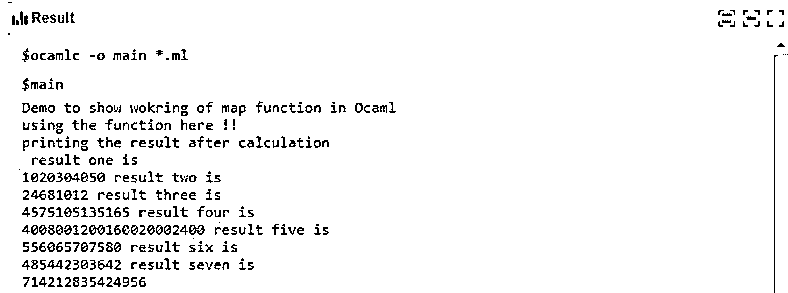 Result
$ocamlc -o main *.ml
$main
Demo to show wokring of map function in Ocaml
using the function here !!
printing the result after calculation
result one is
1020304050 result two is
24681012 result three is
4575105135165 result four is
4008001200160020002400 result five is
556065707580 result six is
485442303642 result seven is
714212835424956